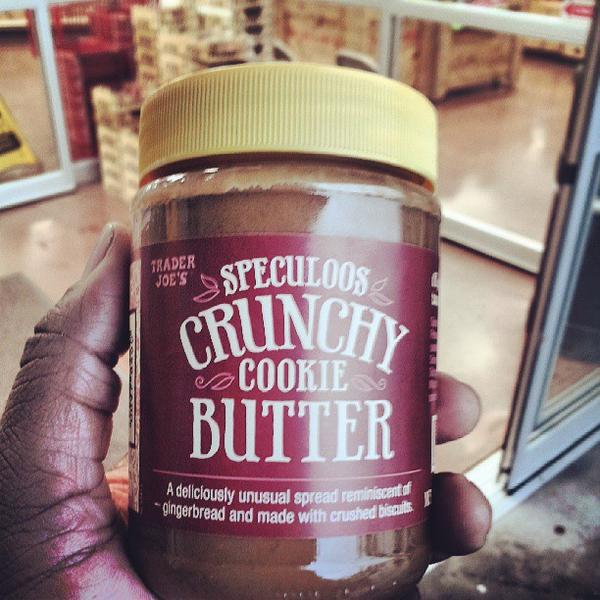 TRADER
JOE'S
SPECULOOS
CRUNCHY
COOKIE
BUTTER
A deliciously unusual spread reminiscent of
gingerbread and made with crushed biscuits.